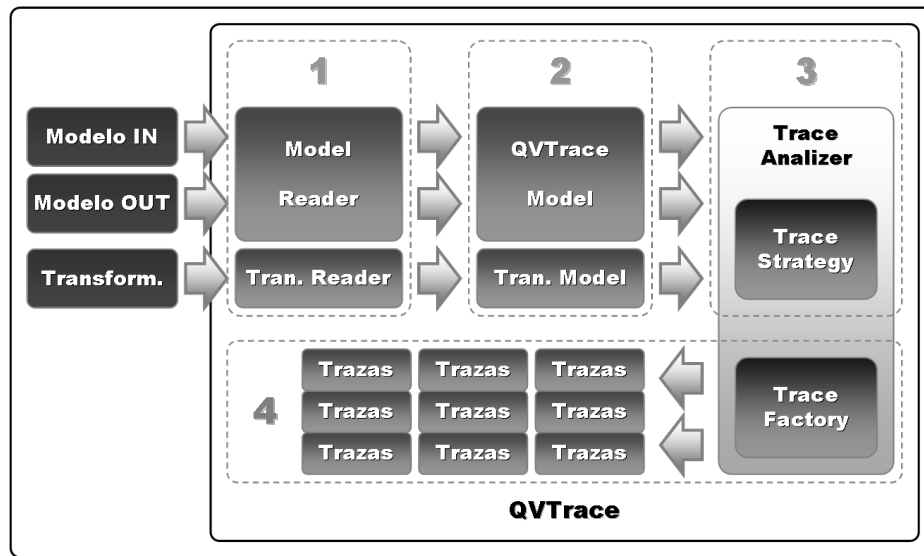 1
2
3
Modelo IN
Modelo OUT
Transform.
Model
Reader
Tran. Reader
QVTrace
Model
Tran. Model
Trace
Analizer
Trace
Strategy
4
Trazas Trazas Trazas
Trazas Trazas Trazas
Trazas Trazas Trazas
Trace
Factory
QVTrace